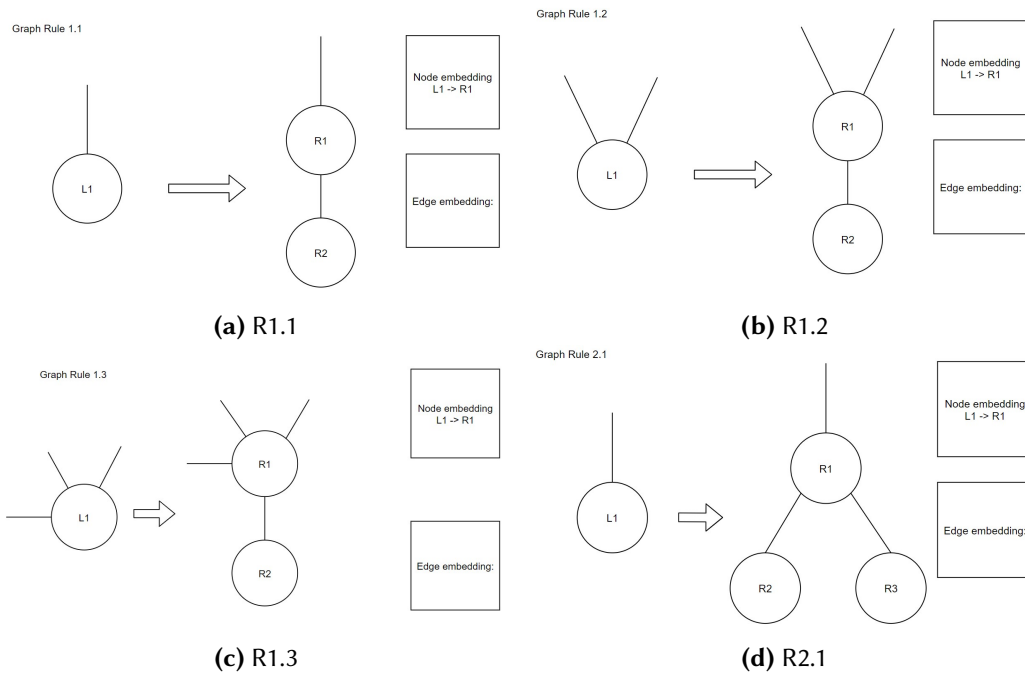 Graph Rule 1.1
L1
R1
R2
Node embedding
L1 -> R1
Edge embedding:
(a) R1.1
Graph Rule 1.2
L1
R1
R2
Node embedding
L1 -> R1
Edge embedding:
(b) R1.2
Graph Rule 1.3
L1
R1
R2
Node embedding
L1 -> R1
Edge embedding:
(c) R1.3
Graph Rule 2.1
L1
R1
R2
R3
Node embedding
L1 -> R1
Edge embedding:
(d) R2.1